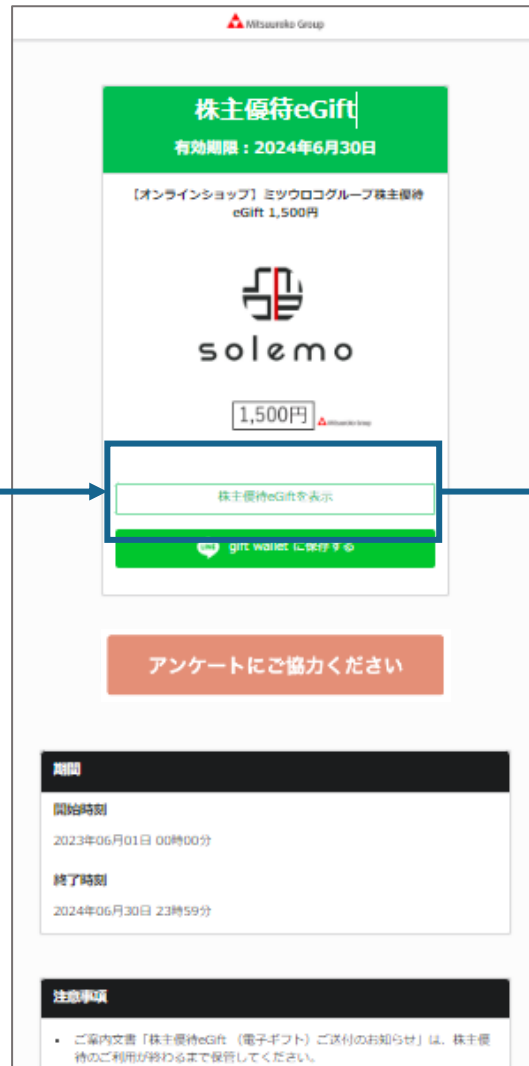 Mitsuuroko Group
株主優待eGift
有効期限：2024年6月30日
【オンラインショップ】ミツウロコグループ株主優待
eGift 1,500円
solemo
1,500円
Mitsuuroko Group
株主優待eGiftを表示
LINE gift wallet に保存する
アンケートにご協力ください
期間
開始時刻
2023年06月01日 00時00分
終了時刻
2024年06月30日 23時59分
注意事項
• ご案内文書「株主優待eGift （電子ギフト）ご送付のお知らせ」は、株主優
待のご利用が終わるまで保管してください。